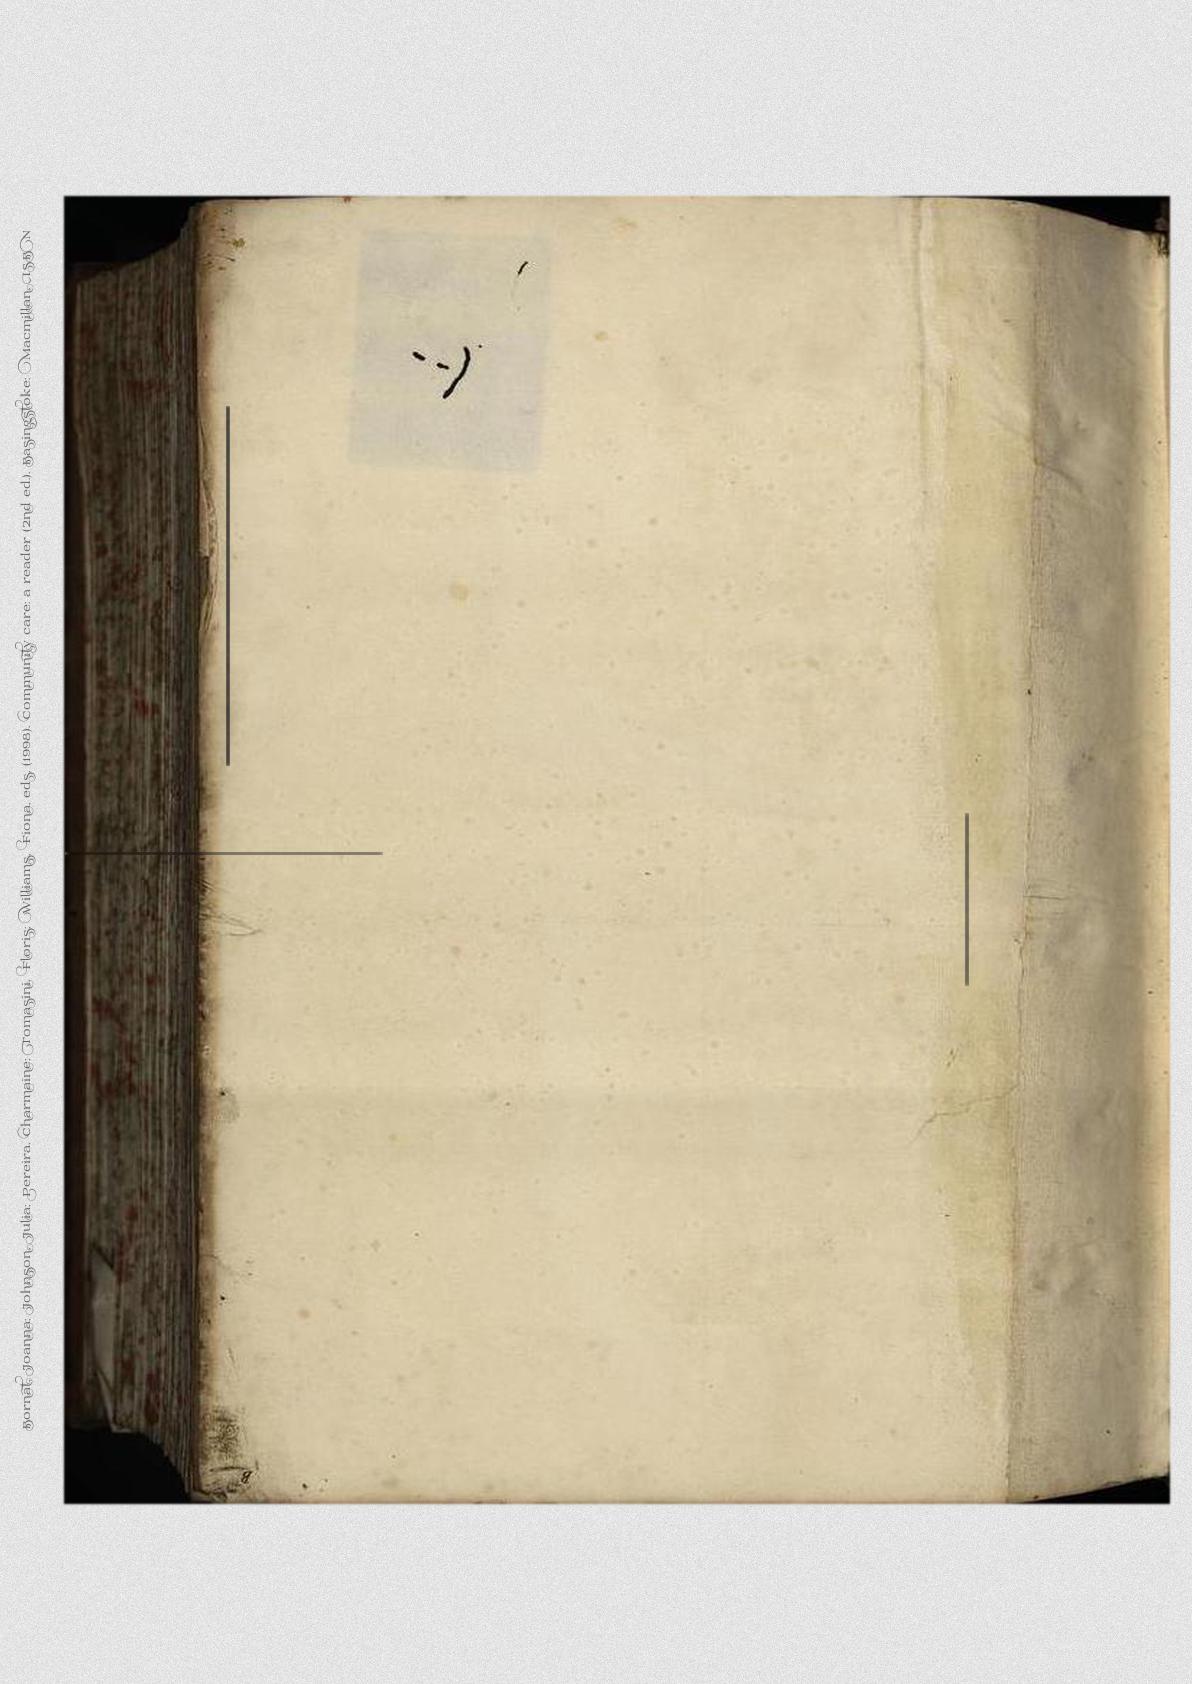 Bornat, Joanna; Johnson, Julia; Pereira, Charmaine; Tomasini, Floris; Williams, Fiona, eds. (1998). Community care: a reader (2nd ed.). Basingstoke: Macmillan. ISBN